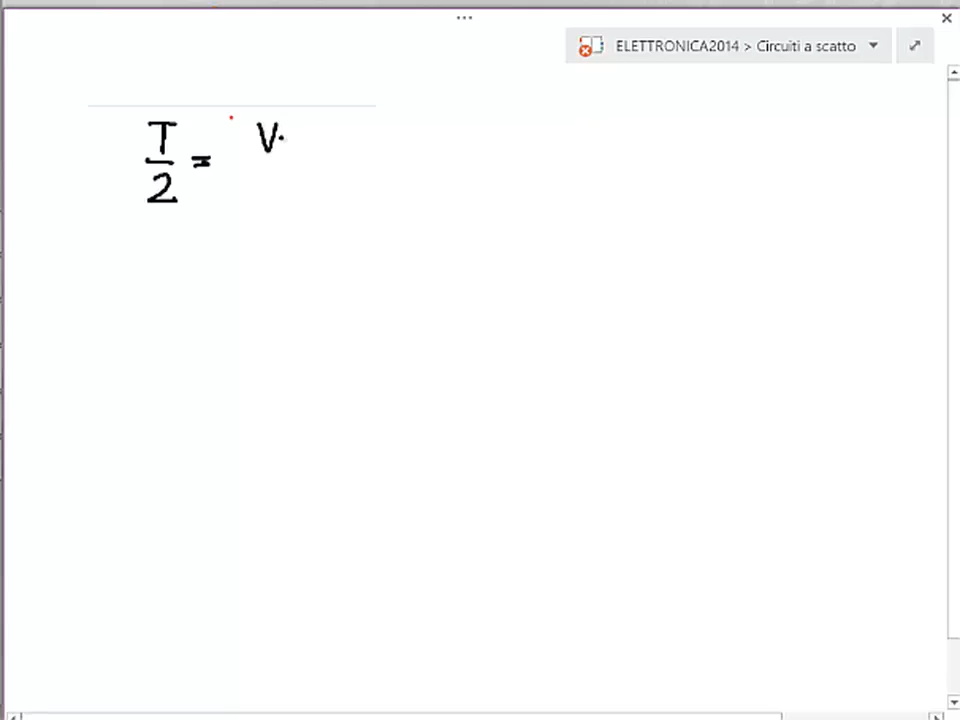 ELETTRONICA2014 > Circuiti a scatto
T
— = V.
2